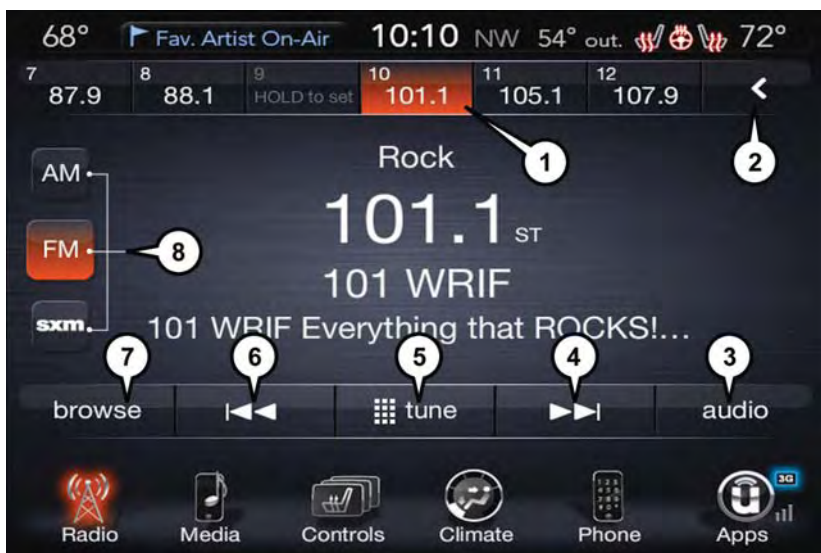 68° Fav. Artist On-Air 10:10 NW 54° out. 72°
7 8 9 10 11 12
87.9 88.1 HOLD to set 101.1 105.1 107.9
Rock 1 2
AM
101.1 ST
FM 8
101 WRIF
sxm. 101 WRIF Everything that ROCKS!...
7 6 5 4 3
browse tune audio
3G
Radio Media Controls Climate Phone Apps